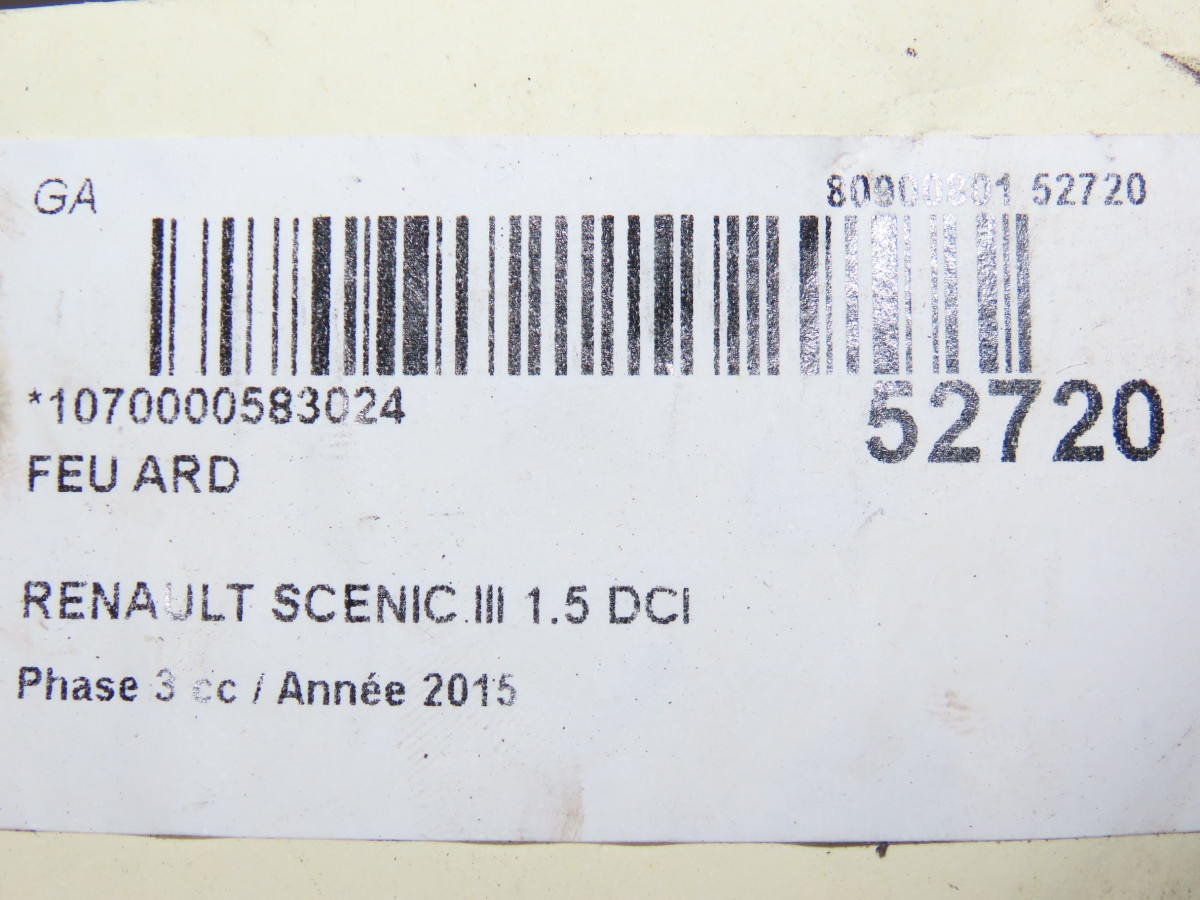 GA
80900801 52720
*1070000583024
52720
FEU ARD
RENAULT SCENIC III 1.5 DCI
Phase 3 cc / Année 2015